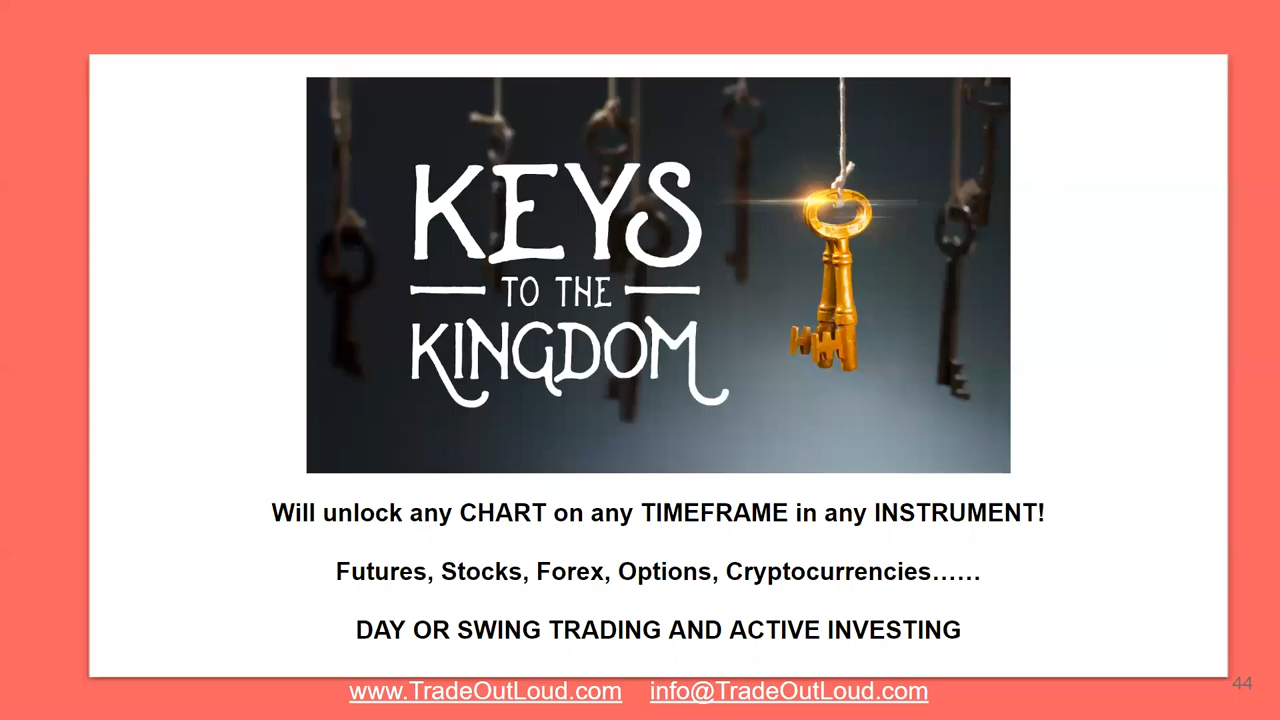 KEYS
TO THE
KINGDOM
Will unlock any CHART on any TIMEFRAME in any INSTRUMENT!
Futures, Stocks, Forex, Options, Cryptocurrencies……
DAY OR SWING TRADING AND ACTIVE INVESTING
www.TradeOutLoud.com info@TradeOutLoud.com
44